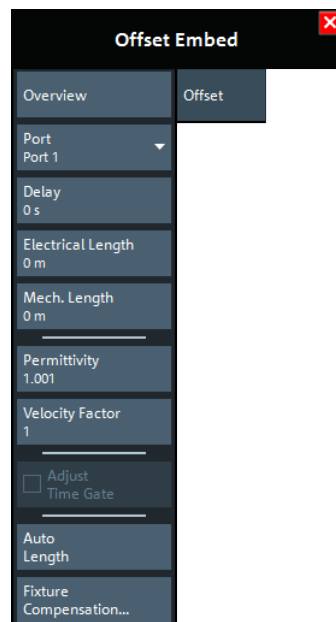 Offset Embed
Overview
Offset
Port
Port 1
Delay
0 s
Electrical Length
0 m
Mech. Length
0 m
Permittivity
1.001
Velocity Factor
1
Adjust
Time Gate
Auto
Length
Fixture
Compensation...